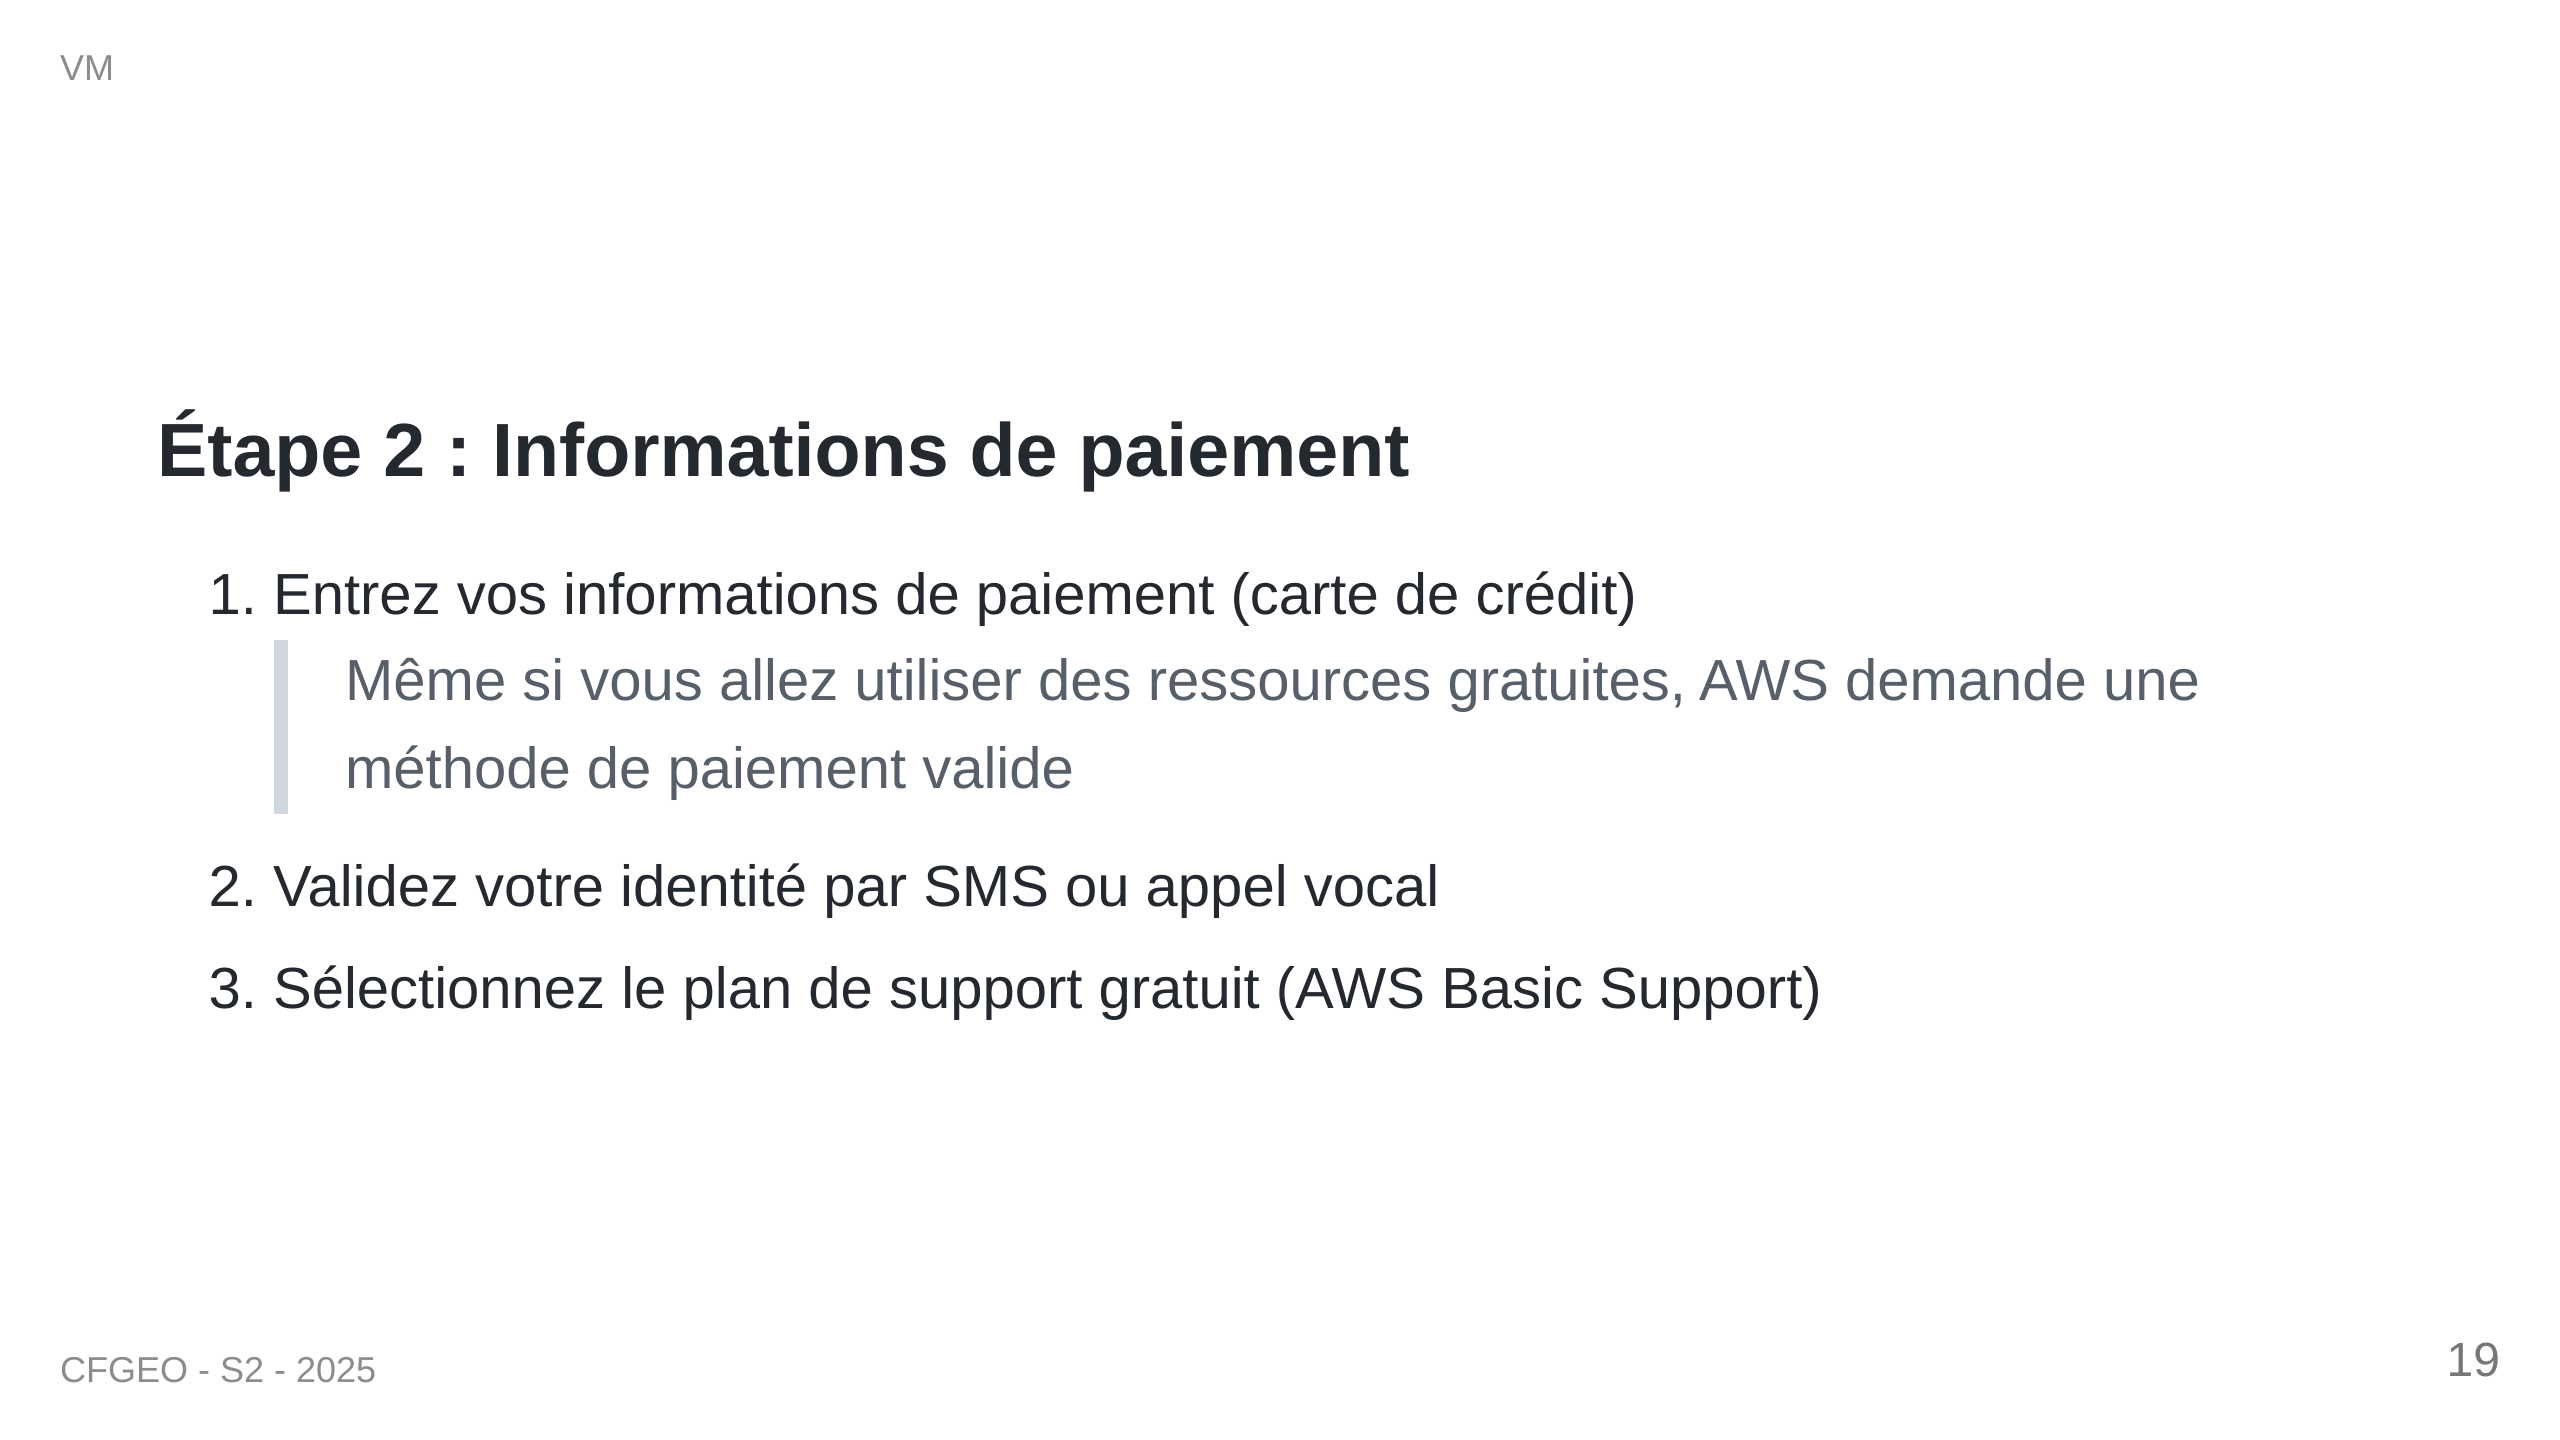 VM
Étape 2 : Informations de paiement
1. Entrez vos informations de paiement (carte de crédit)
Même si vous allez utiliser des ressources gratuites, AWS demande une
méthode de paiement valide
2. Validez votre identité par SMS ou appel vocal
3. Sélectionnez le plan de support gratuit (AWS Basic Support)
CFGEO - S2 - 2025
19